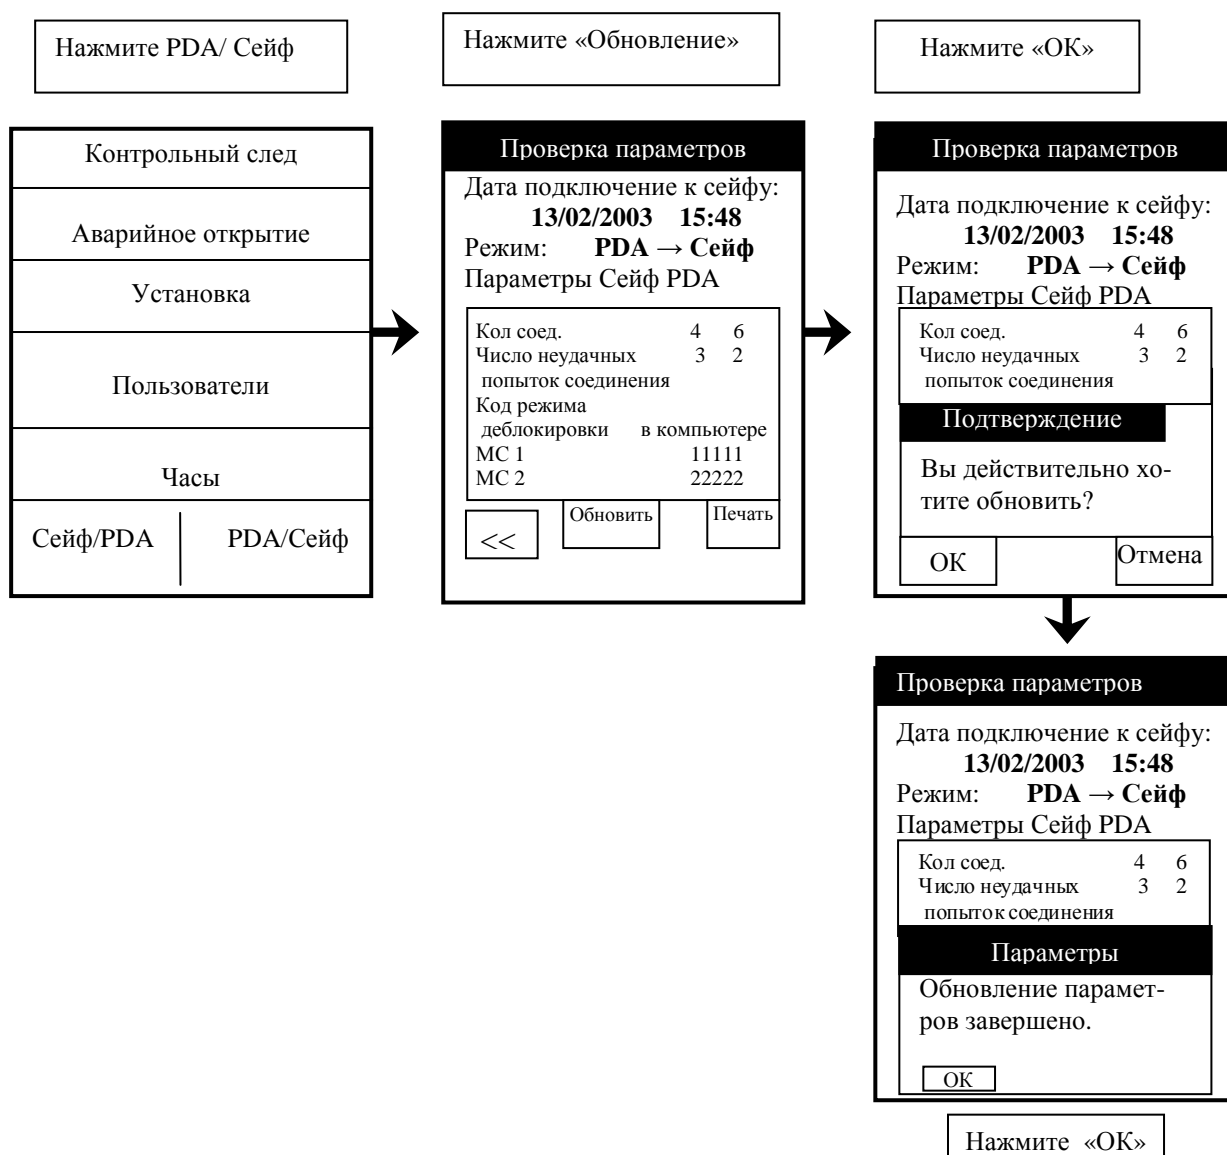 Нажмите PDA/ Сейф
Контрольный след
Аварийное открытие
Установка
Пользователи
Часы
Сейф/PDA
PDA/Сейф
Нажмите «Обновление»
Проверка параметров
Дата подключение к сейфу:
13/02/2003 15:48
Режим: PDA → Сейф
Параметры Сейф PDA
Кол соед. 4 6
Число неудачных 3 2
попыток соединения
Код режима
деблокировки в компьютере
МС 1 11111
МС 2 22222
<<
Обновить
Печать
Нажмите «ОК»
Проверка параметров
Дата подключение к сейфу:
13/02/2003 15:48
Режим: PDA → Сейф
Параметры Сейф PDA
Кол соед. 4 6
Число неудачных 3 2
попыток соединения
Подтверждение
Вы действительно хо-
тите обновить?
ОК
Отмена
Проверка параметров
Дата подключение к сейфу:
13/02/2003 15:48
Режим: PDA → Сейф
Параметры Сейф PDA
Кол соед. 4 6
Число неудачных 3 2
попыток соединения
Параметры
Обновление парамет-
ров завершено.
ОК
Нажмите «ОК»